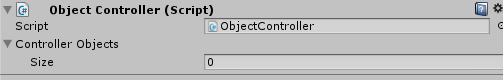 Object Controller (Script)
Script ObjectController
Controller Objects
Size 0